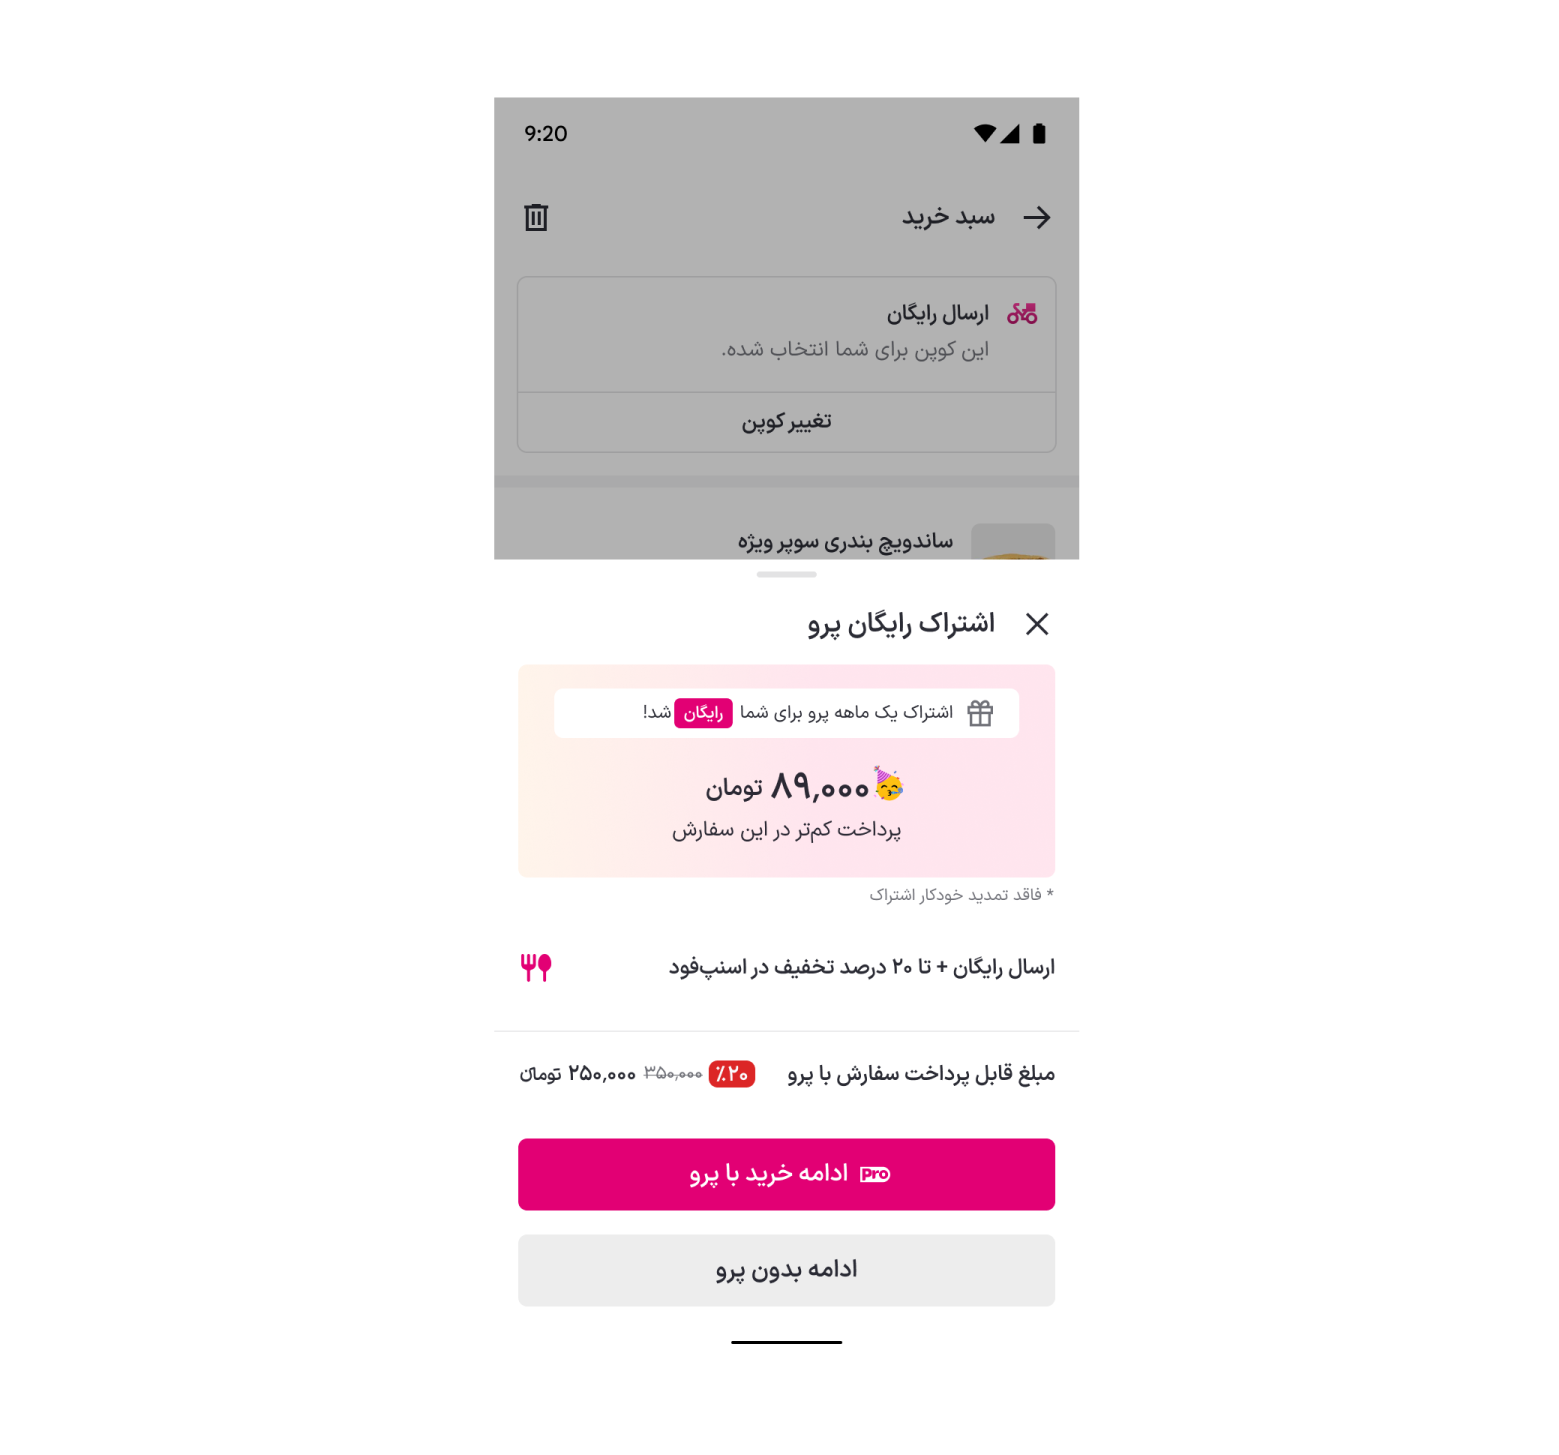 9:20
سبد خرید
ارسال رایگان
این کوپن برای شما انتخاب شده.
تغییر کوپن
ساندویچ بندری سوپر ویژه
اشتراک رایگان پرو
اشتراک یک ماهه پرو برای شما رایگان شد!
۸۹,۰۰۰ تومان
پرداخت کم‌تر در این سفارش
* فاقد تمدید خودکار اشتراک
ارسال رایگان + تا ۲۰ درصد تخفیف در اسنپ‌فود
مبلغ قابل پرداخت سفارش با پرو ٪۲۰ ۳۵۰,۰۰۰ ۲۵۰,۰۰۰ تومان
Pro ادامه خرید با پرو
ادامه بدون پرو